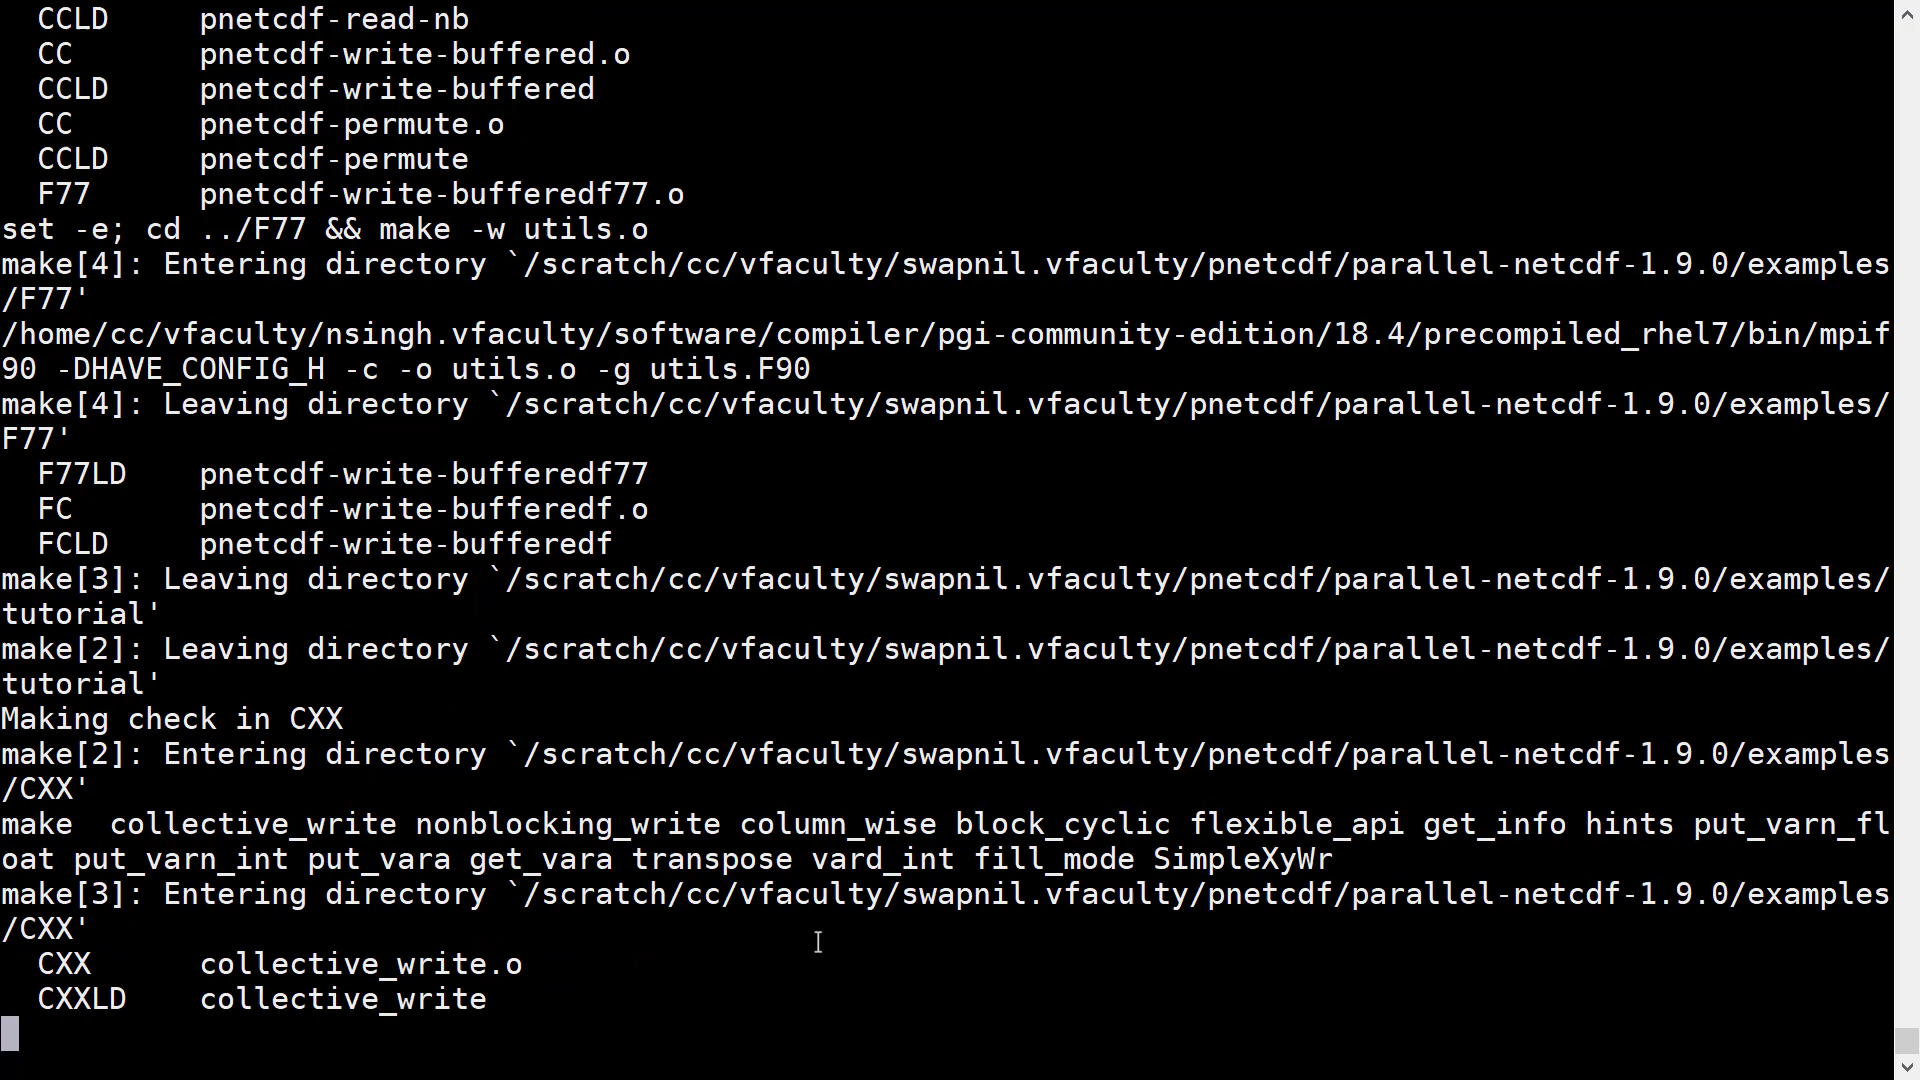 CCLD     pnetcdf-read-nb
  CC       pnetcdf-write-buffered.o
  CCLD     pnetcdf-write-buffered
  CC       pnetcdf-permute.o
  CCLD     pnetcdf-permute
  F77      pnetcdf-write-bufferedf77.o
set -e; cd ../F77 && make -w utils.o
make[4]: Entering directory `/scratch/cc/vfaculty/swapnil.vfaculty/pnetcdf/parallel-netcdf-1.9.0/examples
/F77'
/home/cc/vfaculty/nsingh.vfaculty/software/compiler/pgi-community-edition/18.4/precompiled_rhel7/bin/mpif
90 -DHAVE_CONFIG_H -c -o utils.o -g utils.F90
make[4]: Leaving directory `/scratch/cc/vfaculty/swapnil.vfaculty/pnetcdf/parallel-netcdf-1.9.0/examples/
F77'
  F77LD    pnetcdf-write-bufferedf77
  FC       pnetcdf-write-bufferedf.o
  FCLD     pnetcdf-write-bufferedf
make[3]: Leaving directory `/scratch/cc/vfaculty/swapnil.vfaculty/pnetcdf/parallel-netcdf-1.9.0/examples/
tutorial'
make[2]: Leaving directory `/scratch/cc/vfaculty/swapnil.vfaculty/pnetcdf/parallel-netcdf-1.9.0/examples/
tutorial'
Making check in CXX
make[2]: Entering directory `/scratch/cc/vfaculty/swapnil.vfaculty/pnetcdf/parallel-netcdf-1.9.0/examples
/CXX'
make  collective_write nonblocking_write column_wise block_cyclic flexible_api get_info hints put_varn_fl
oat put_varn_int put_vara get_vara transpose vard_int fill_mode SimpleXyWr
make[3]: Entering directory `/scratch/cc/vfaculty/swapnil.vfaculty/pnetcdf/parallel-netcdf-1.9.0/examples
/CXX'
  CXX      collective_write.o
  CXXLD    collective_write